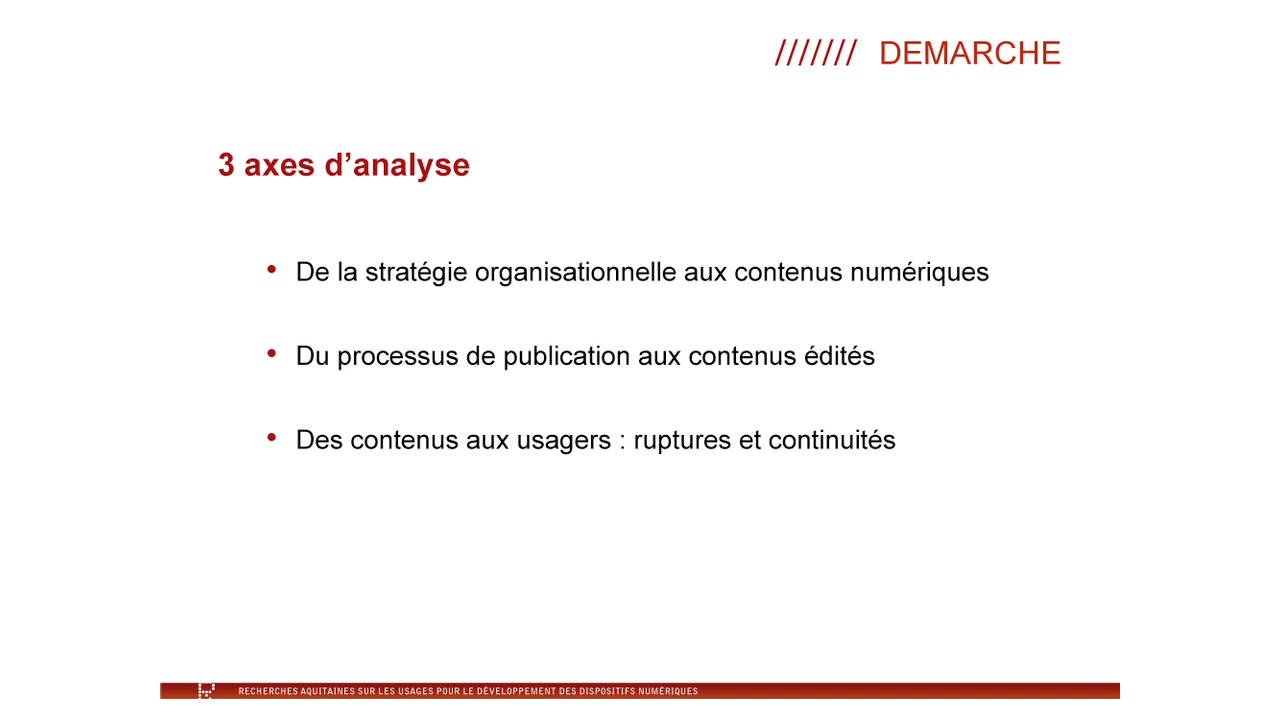 /////// DEMARCHE
3 axes d’analyse
• De la stratégie organisationnelle aux contenus numériques
• Du processus de publication aux contenus édités
• Des contenus aux usagers : ruptures et continuités
RECHERCHES AQUITAINES SUR LES USAGES POUR LE DÉVELOPPEMENT DES DISPOSITIFS NUMÉRIQUES